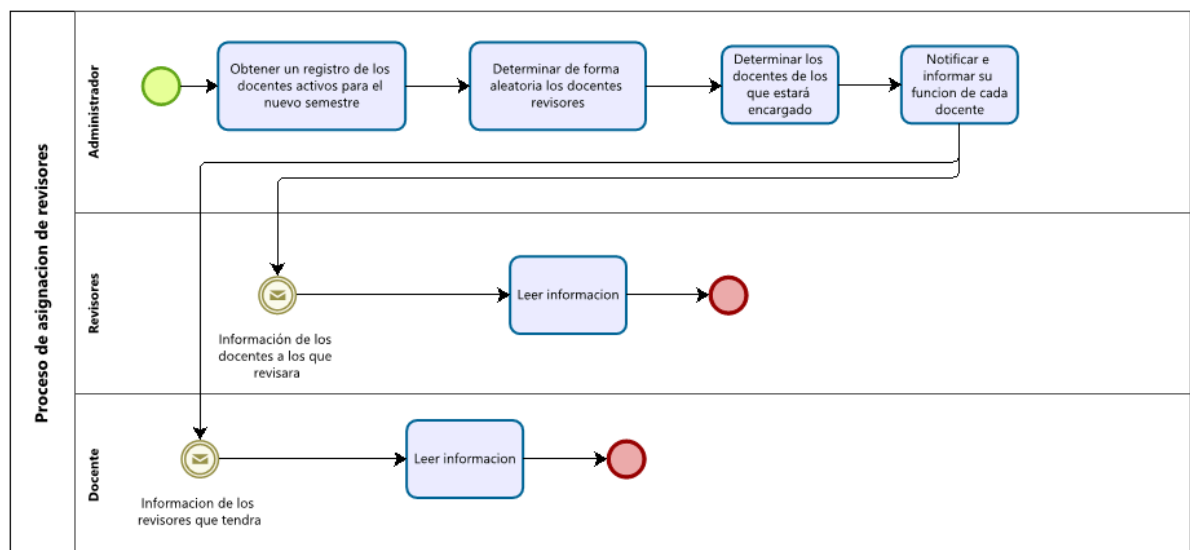 Proceso de asignacion de revisores
Administrador
Obtener un registro de los
docentes activos para el
nuevo semestre
Determinar de forma
aleatoria los docentes
revisores
Determinar los
docentes de los
que estará
encargado
Notificar e
informar su
funcion de cada
docente
Revisores
Información de los
docentes a los que
revisara
Leer informacion
Docente
Informacion de los
revisores que tendra
Leer informacion